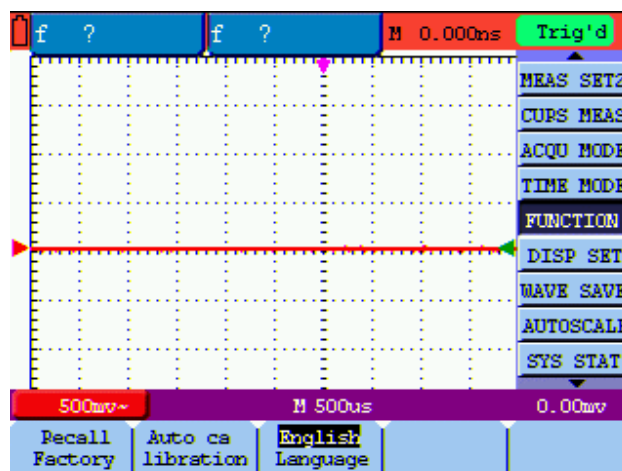 f ?
f ?
M 0.000ns
Trig'd
MEAS SET2
CURS MEAS
ACQU MODE
TIME MODE
FUNCTION
DISP SET
WAVE SAVE
AUTOSCALE
SYS STAT
500mv~
M 500us
0.00mv
Recall
Factory
Auto ca
libration
English
Language